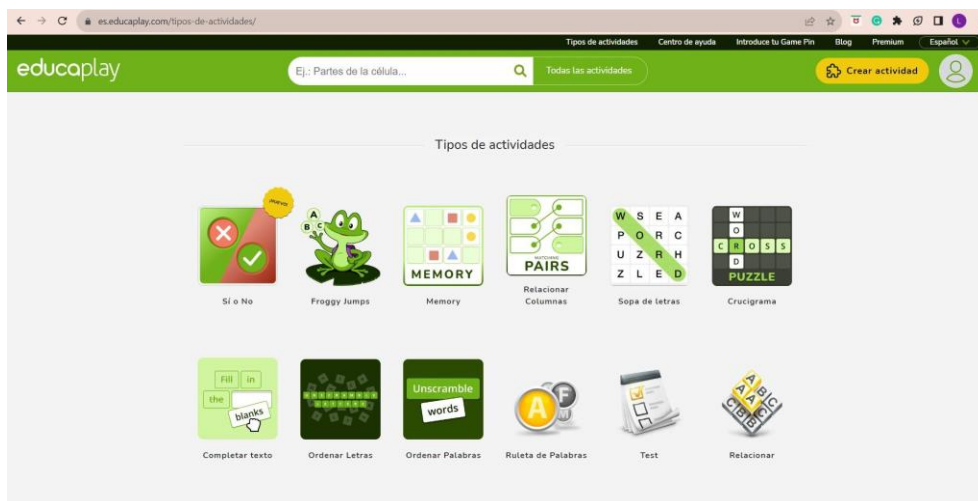 es.educaplay.com/tipos-de-actividades/
L
Tipos de actividades Centro de ayuda Introduce tu Game Pin Blog Premium Español
educaplay
Ej.: Partes de la célula...
Todas las actividades
Crear actividad
Tipos de actividades
NUEVO
A
B C
MEMORY
MATCHING
PAIRS
W S E A
P O R C
U Z R H
Z L E D
W
O
C R O S S
D
PUZZLE
Sí o No
Froggy Jumps
Memory
Relacionar
Columnas
Sopa de letras
Crucigrama
Fill in
the
blanks
Unscramble
words
A F
Completar texto
Ordenar Letras
Ordenar Palabras
Ruleta de Palabras
Test
Relacionar